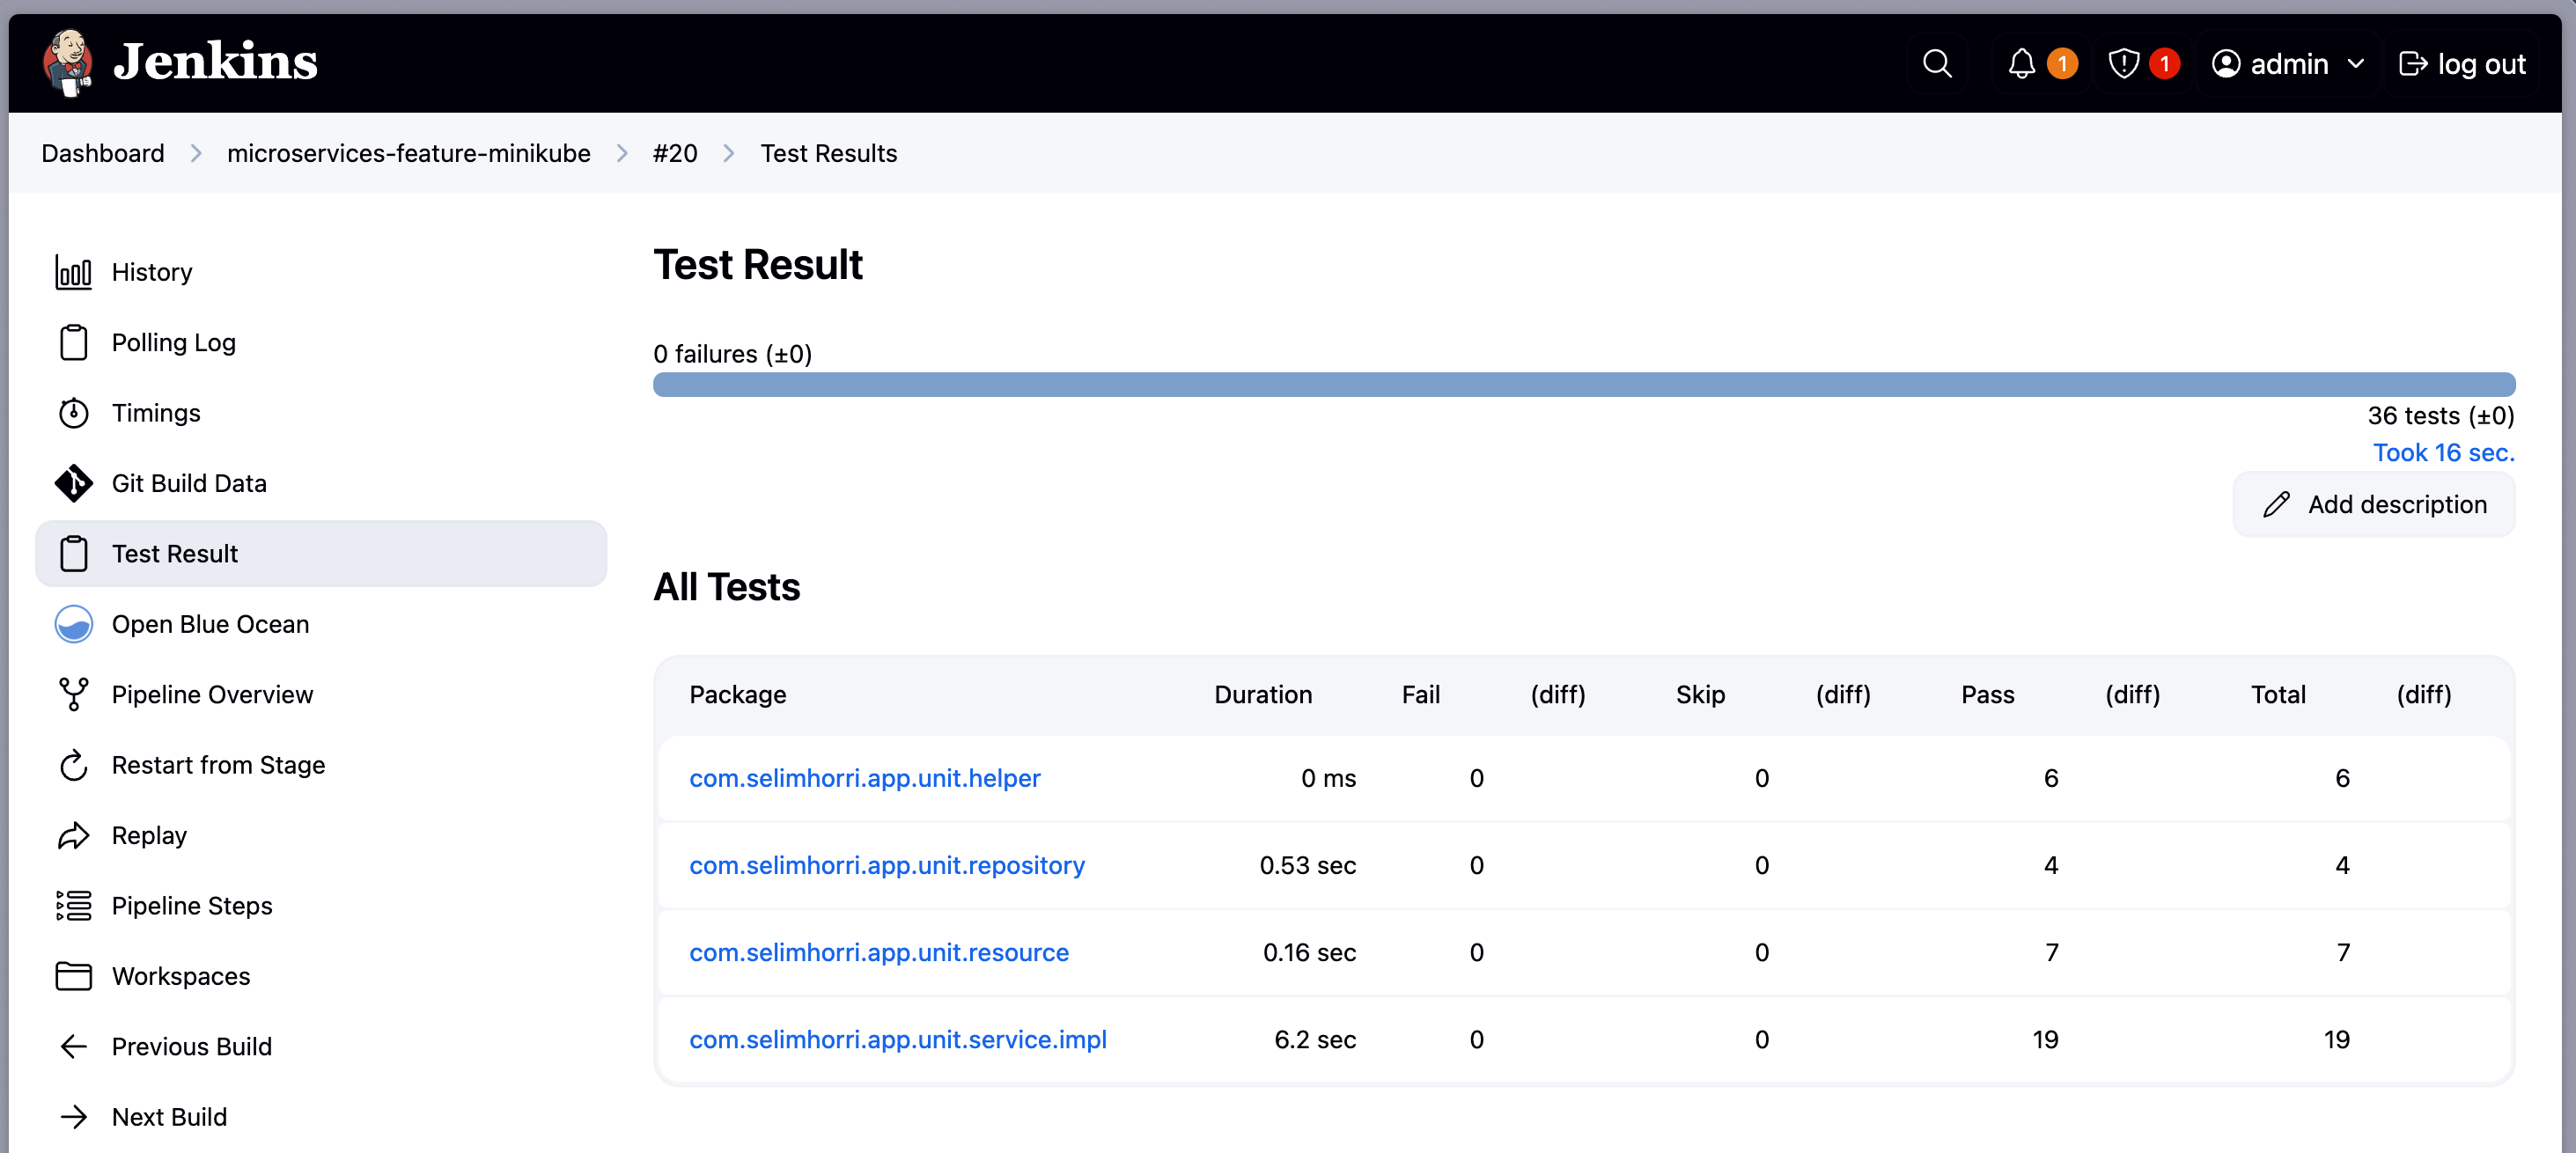 Jenkins
1
1
admin
log out
Dashboard
microservices-feature-minikube
#20
Test Results
History
Polling Log
Timings
Git Build Data
Test Result
Open Blue Ocean
Pipeline Overview
Restart from Stage
Replay
Pipeline Steps
Workspaces
Previous Build
Next Build
Test Result
0 failures (±0)
36 tests (±0)
Took 16 sec.
Add description
All Tests
Package Duration Fail (diff) Skip (diff) Pass (diff) Total (diff)
com.selimhorri.app.unit.helper 0 ms 0 0 6 6
com.selimhorri.app.unit.repository 0.53 sec 0 0 4 4
com.selimhorri.app.unit.resource 0.16 sec 0 0 7 7
com.selimhorri.app.unit.service.impl 6.2 sec 0 0 19 19